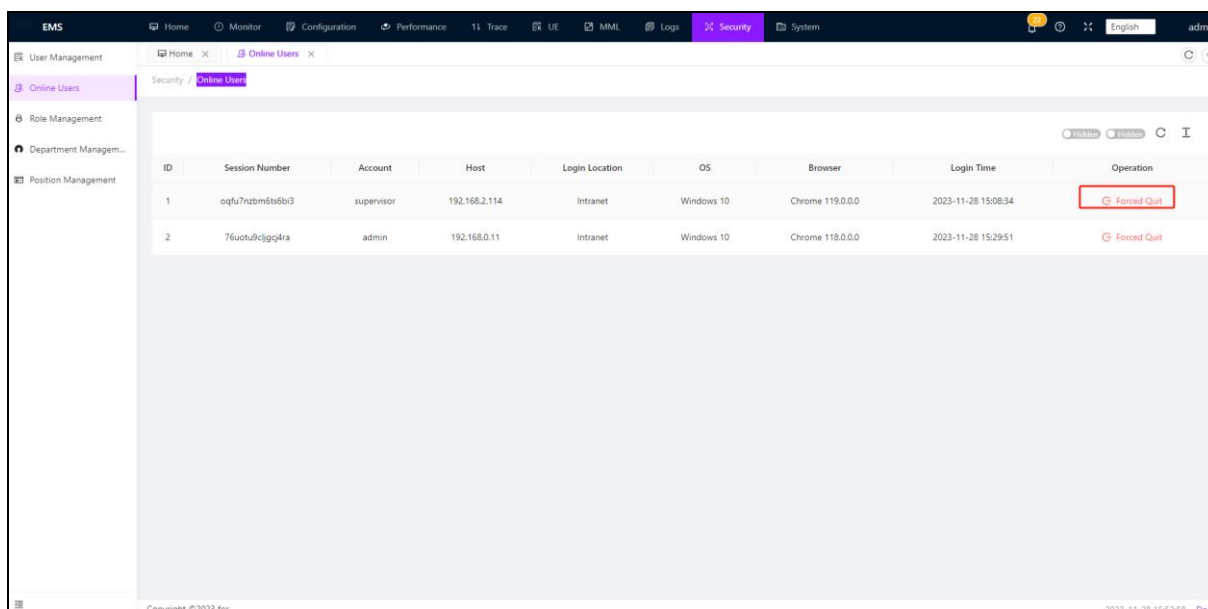 EMS Home Monitor Configuration Performance Trace UE MML Logs Security System 22 English adm
User Management Home Online Users
Online Users Security / Online Users
Role Management
Hidden Hidden
Department Managem...
ID Session Number Account Host Login Location OS Browser Login Time Operation
Position Management
1 oqfu7nzbm6ts6bi3 supervisor 192.168.2.114 Intranet Windows 10 Chrome 119.0.0.0 2023-11-28 15:08:34 Forced Quit
2 76uotu9cljgcj4ra admin 192.168.0.11 Intranet Windows 10 Chrome 118.0.0.0 2023-11-28 15:29:51 Forced Quit
Copyright ©2023 for